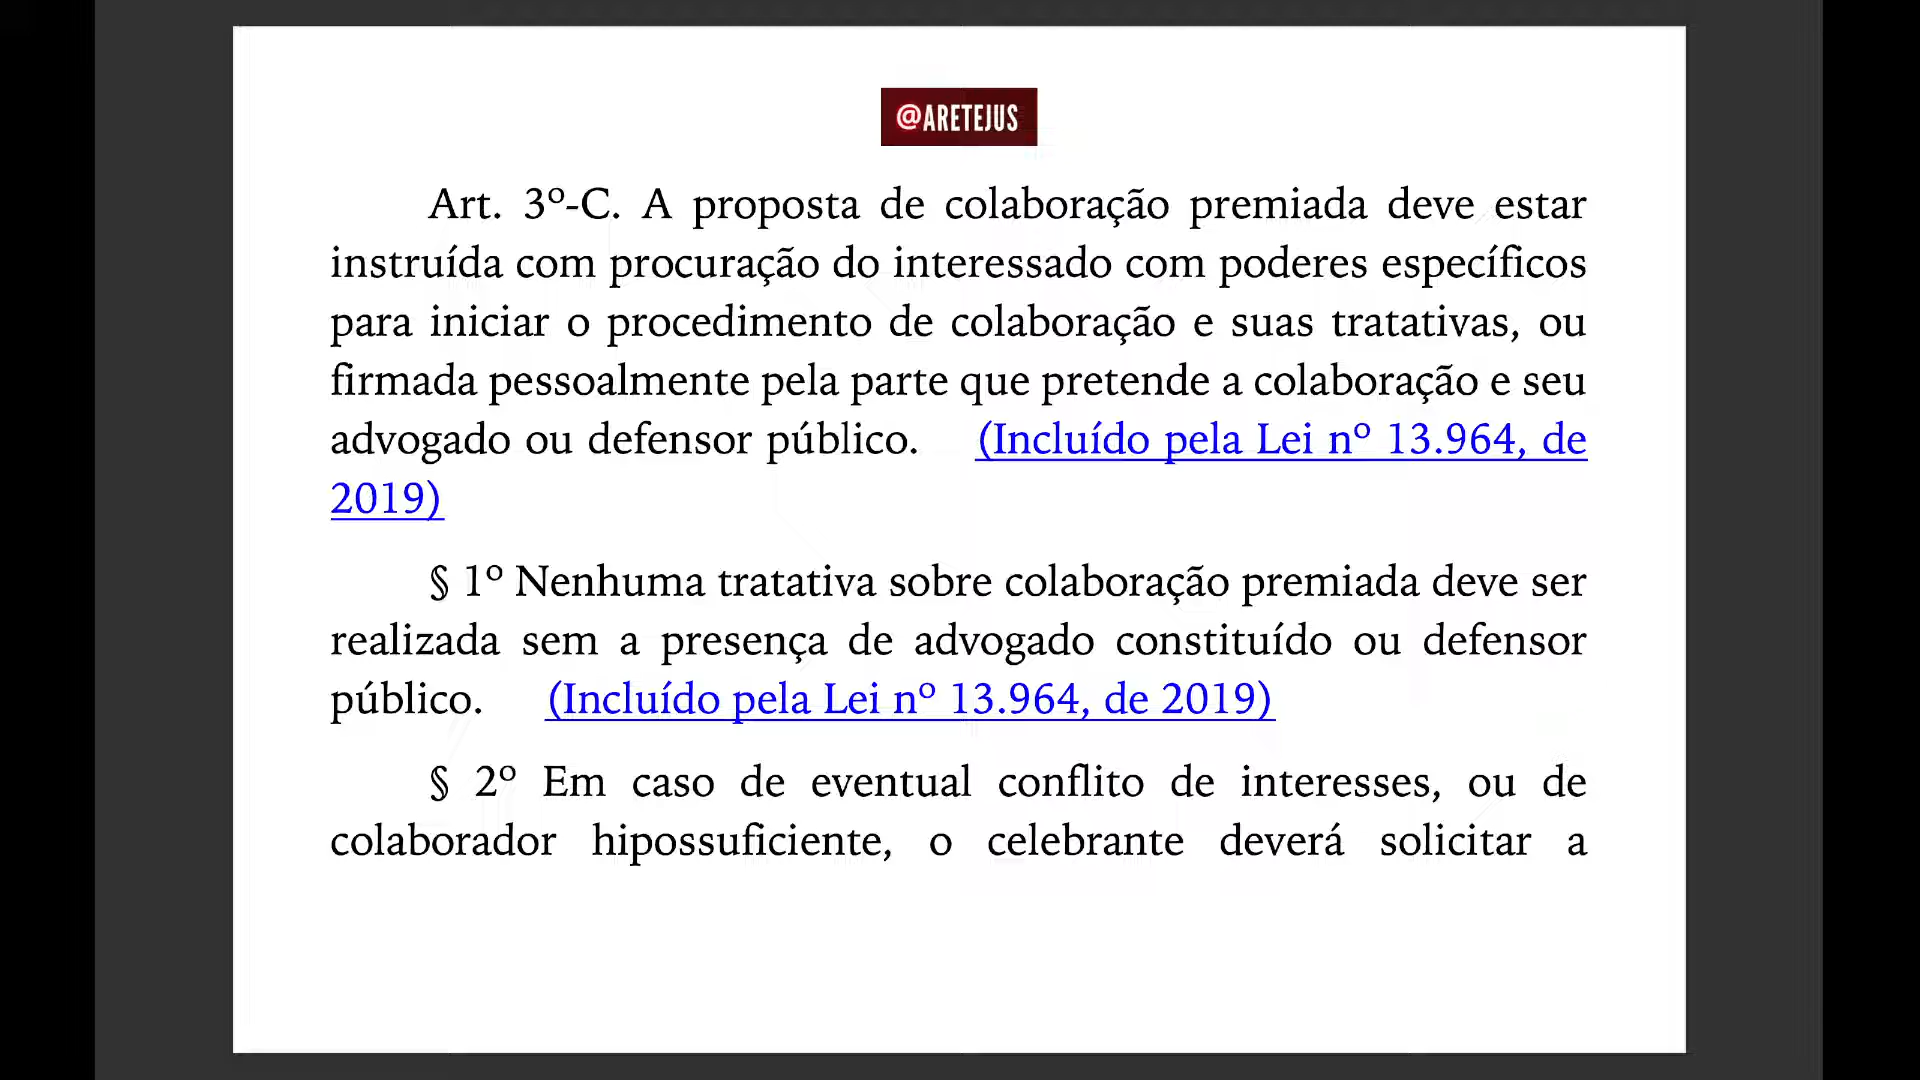 @ARETEJUS
Art. 3º-C. A proposta de colaboração premiada deve estar
instruída com procuração do interessado com poderes específicos
para iniciar o procedimento de colaboração e suas tratativas, ou
firmada pessoalmente pela parte que pretende a colaboração e seu
advogado ou defensor público. (Incluído pela Lei nº 13.964, de
2019)
§ 1º Nenhuma tratativa sobre colaboração premiada deve ser
realizada sem a presença de advogado constituído ou defensor
público. (Incluído pela Lei nº 13.964, de 2019)
§ 2º Em caso de eventual conflito de interesses, ou de
colaborador hipossuficiente, o celebrante deverá solicitar a